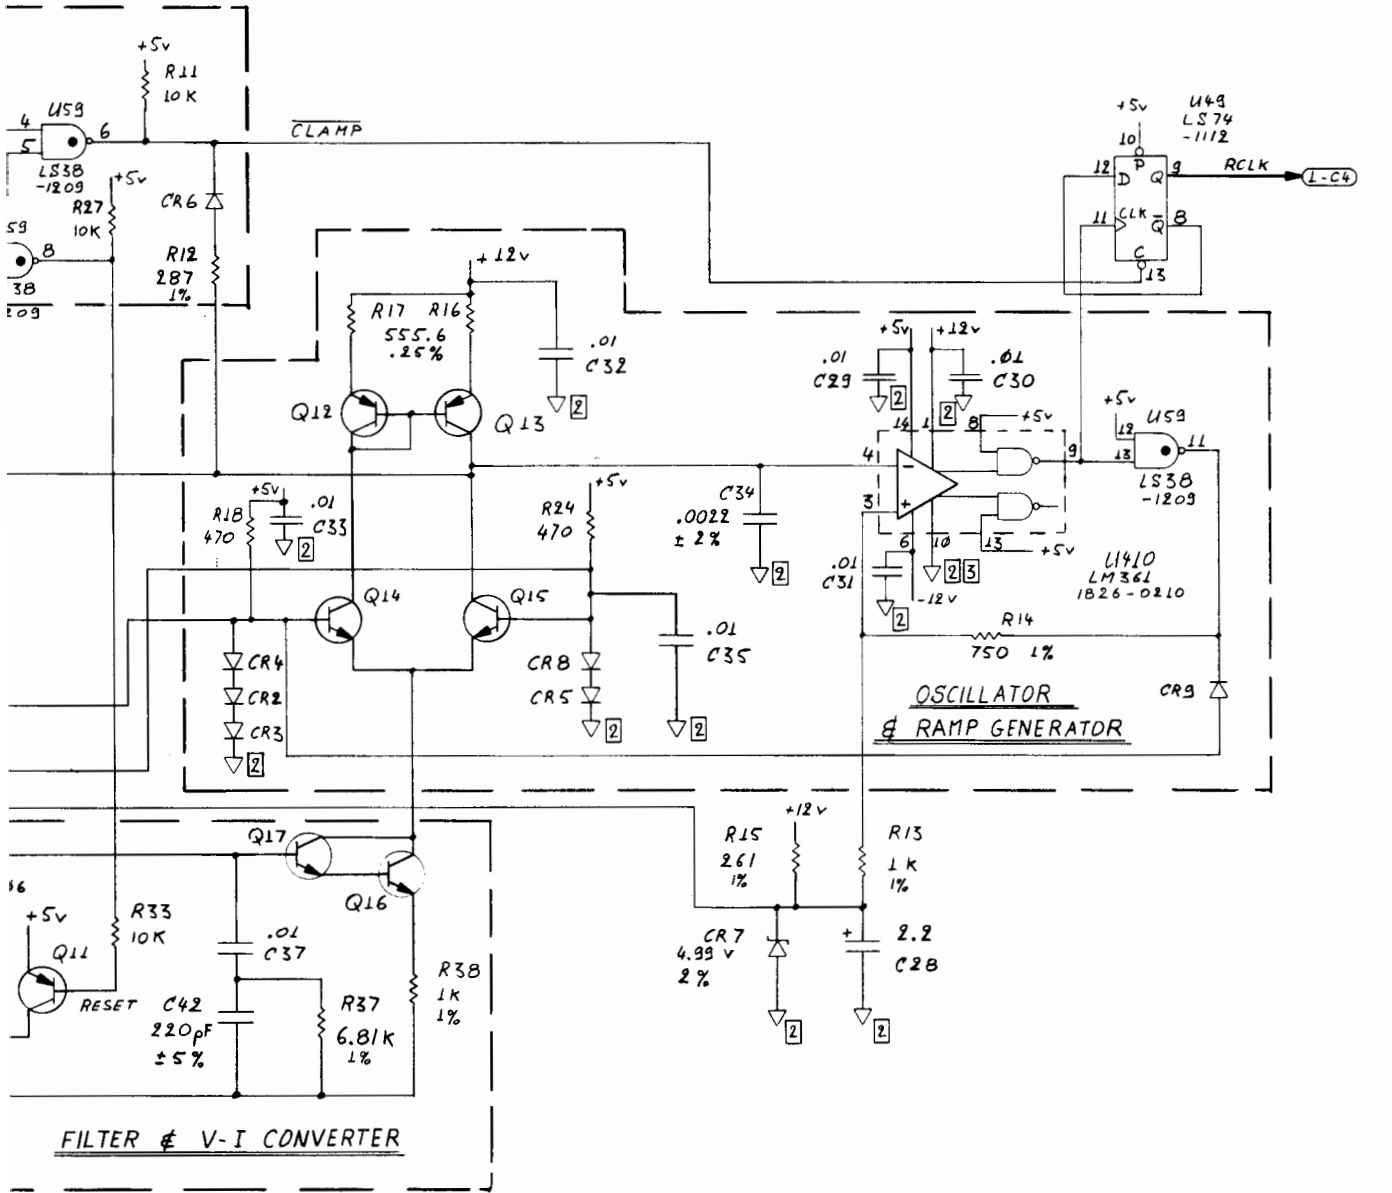 +5v
R11
10K
U59
4
5
6
LS38
-1209
CLAMP
+5v
R27
10K
CR6
59
8
38
209
R12
287
1%
+5v
U49
LS74
-1112
10
12
P
D
Q
9
RCLK
1-C4
11
CLK
Q
8
C
13
+12v
R17
R16
555.6
.25%
.01
C32
2
Q12
Q13
+5v
+12v
.01
C29
2
.01
C30
2
14
1
8
+5v
4
3
9
6
10
13
+5v
+5v
U59
12
13
11
LS38
-1209
+5v
.01
C33
R18
470
2
+5v
R24
470
C34
.0022
± 2%
2
.01
C31
2
-12v
2 3
U410
LM361
1826-0210
Q14
Q15
R14
750 1%
CR4
CR2
CR3
2
CR8
CR5
2
.01
C35
2
CR9
OSCILLATOR
& RAMP GENERATOR
Q17
Q16
+12v
R15
261
1%
R13
1K
1%
CR7
4.99 v
2%
2
+
2.2
C28
2
06
+5v
Q11
R33
10K
RESET
.01
C37
C42
220pF
±5%
R37
6.81K
1%
R38
1K
1%
FILTER & V-I CONVERTER